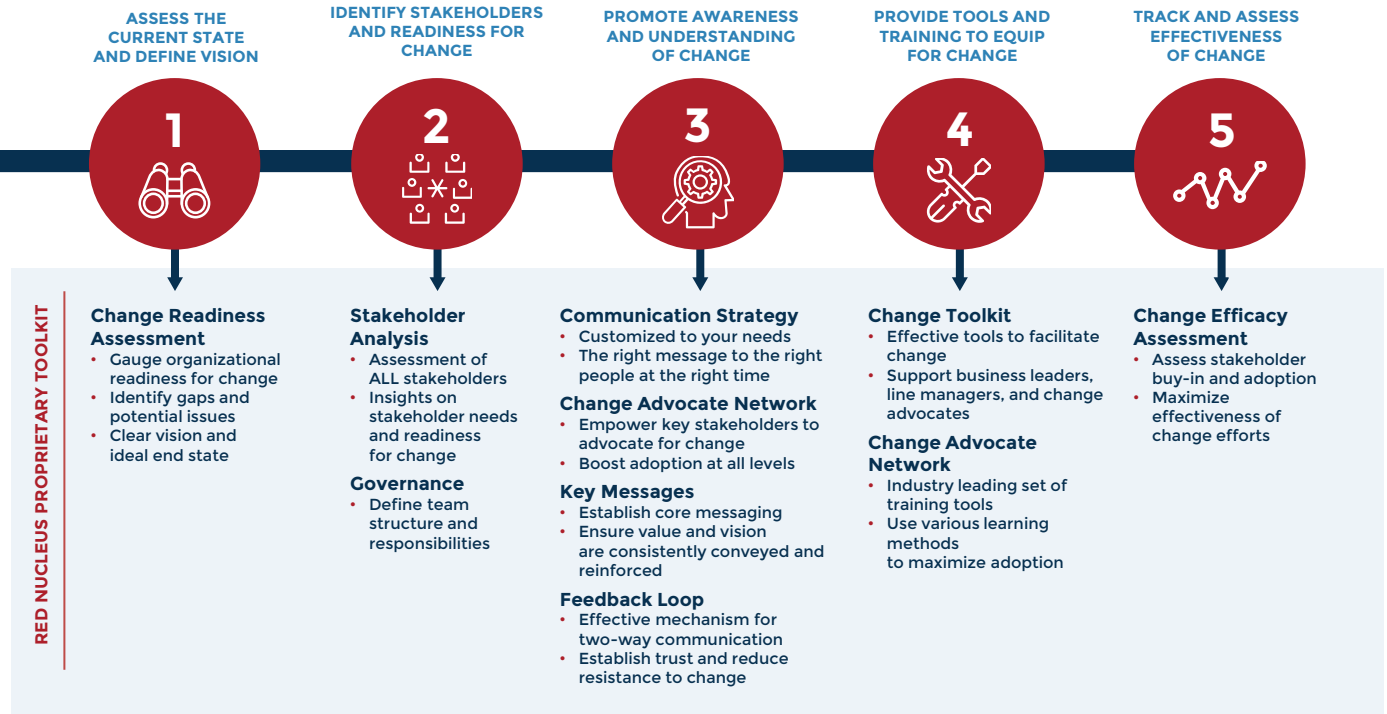 ASSESS THE
CURRENT STATE
AND DEFINE VISION
IDENTIFY STAKEHOLDERS
AND READINESS FOR
CHANGE
PROMOTE AWARENESS
AND UNDERSTANDING
OF CHANGE
PROVIDE TOOLS AND
TRAINING TO EQUIP
FOR CHANGE
TRACK AND ASSESS
EFFECTIVENESS
OF CHANGE
1
2
3
4
5
RED NUCLEUS PROPRIETARY TOOLKIT
Change Readiness
Assessment
• Gauge organizational
readiness for change
• Identify gaps and
potential issues
• Clear vision and
ideal end state
Stakeholder
Analysis
• Assessment of
ALL stakeholders
• Insights on
stakeholder needs
and readiness
for change
Governance
• Define team
structure and
responsibilities
Communication Strategy
• Customized to your needs
• The right message to the right
people at the right time
Change Advocate Network
• Empower key stakeholders to
advocate for change
• Boost adoption at all levels
Key Messages
• Establish core messaging
• Ensure value and vision
are consistently conveyed and
reinforced
Feedback Loop
• Effective mechanism for
two-way communication
• Establish trust and reduce
resistance to change
Change Toolkit
• Effective tools to facilitate
change
• Support business leaders,
line managers, and change
advocates
Change Advocate
Network
• Industry leading set of
training tools
• Use various learning
methods
to maximize adoption
Change Efficacy
Assessment
• Assess stakeholder
buy-in and adoption
• Maximize
effectiveness of
change efforts